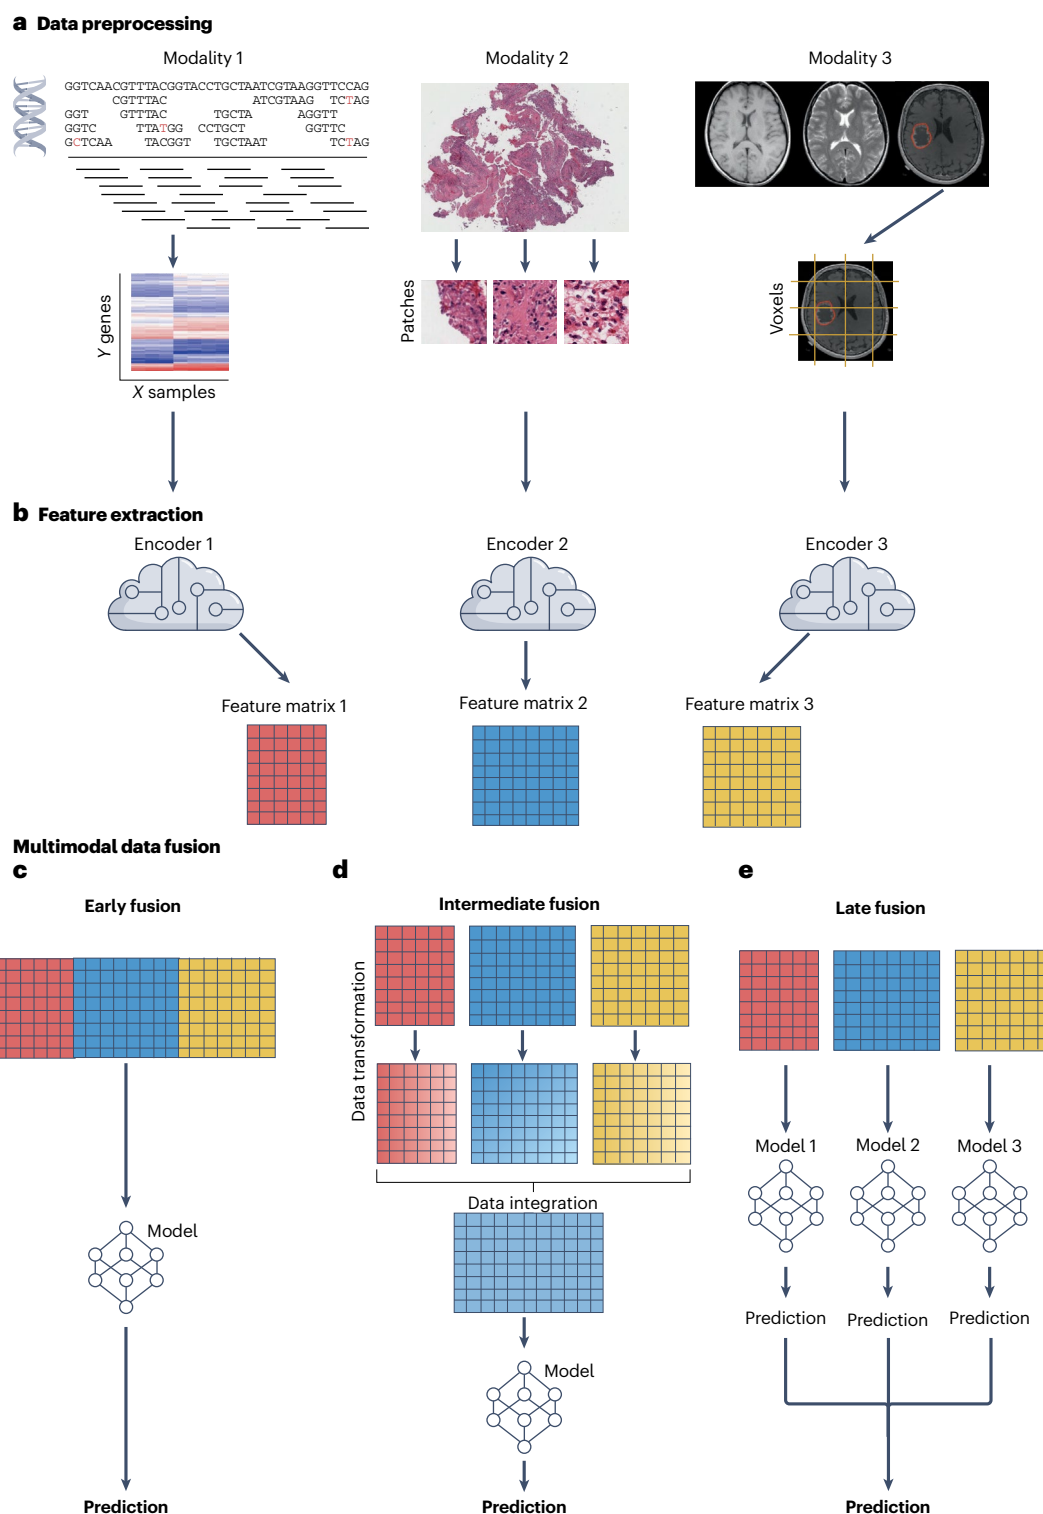 a Data preprocessing
Modality 1
Modality 2
Modality 3
GGTCAACGTTTACGGTACCTGCTAATCGTAAGGTTCCAG
CGTTTAC ATCGTAAG TCTAG
GGT GTTTAC TGCTA AGGTT
GGTC TTATGG CCTGCT GGTTC
GCTCAA TACGGT TGCTAAT TCTAG
Y genes
X samples
Patches
Voxels
b Feature extraction
Encoder 1
Encoder 2
Encoder 3
Feature matrix 1
Feature matrix 2
Feature matrix 3
Multimodal data fusion
c
Early fusion
Model
Prediction
d
Intermediate fusion
Data transformation
Data integration
Model
Prediction
e
Late fusion
Model 1
Model 2
Model 3
Prediction
Prediction
Prediction
Prediction